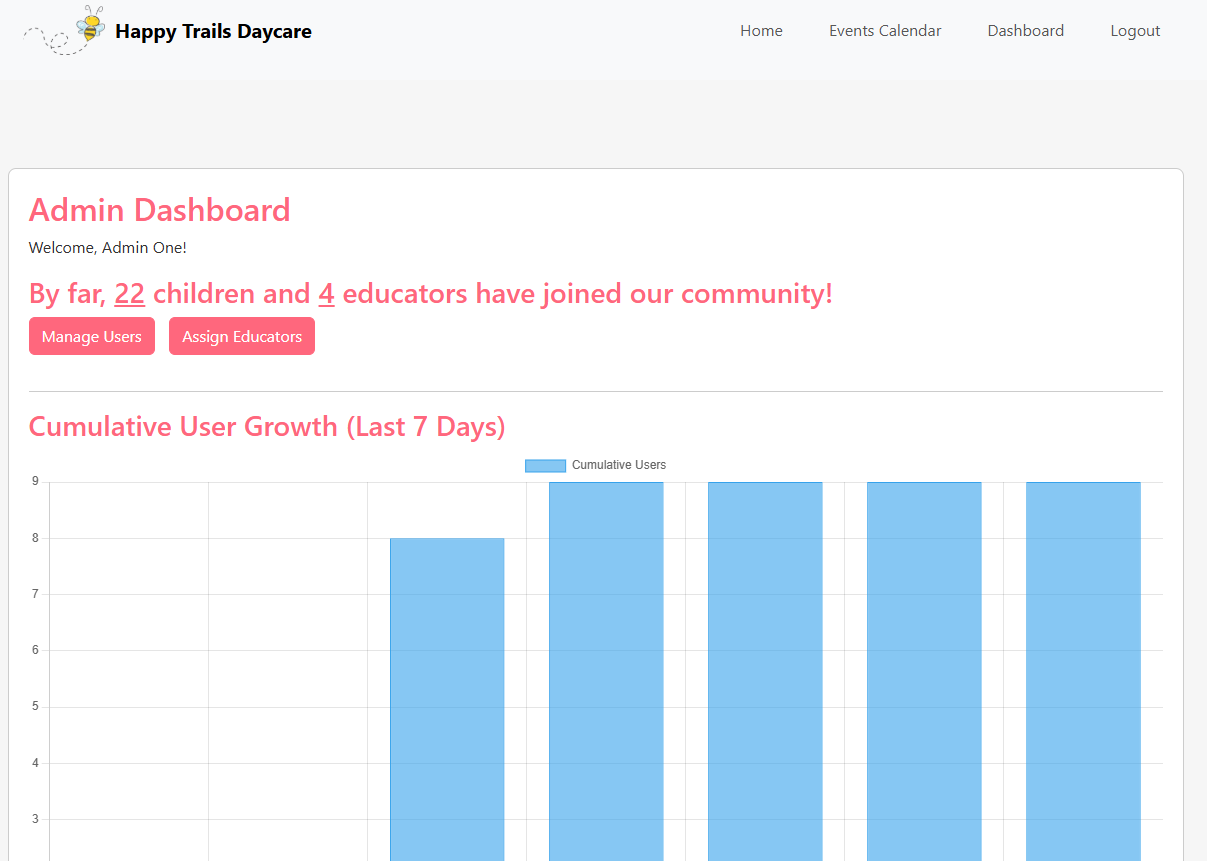 Happy Trails Daycare
Home
Events Calendar
Dashboard
Logout
Admin Dashboard
Welcome, Admin One!
By far, 22 children and 4 educators have joined our community!
Manage Users
Assign Educators
Cumulative User Growth (Last 7 Days)
Cumulative Users
9
8
7
6
5
4
3